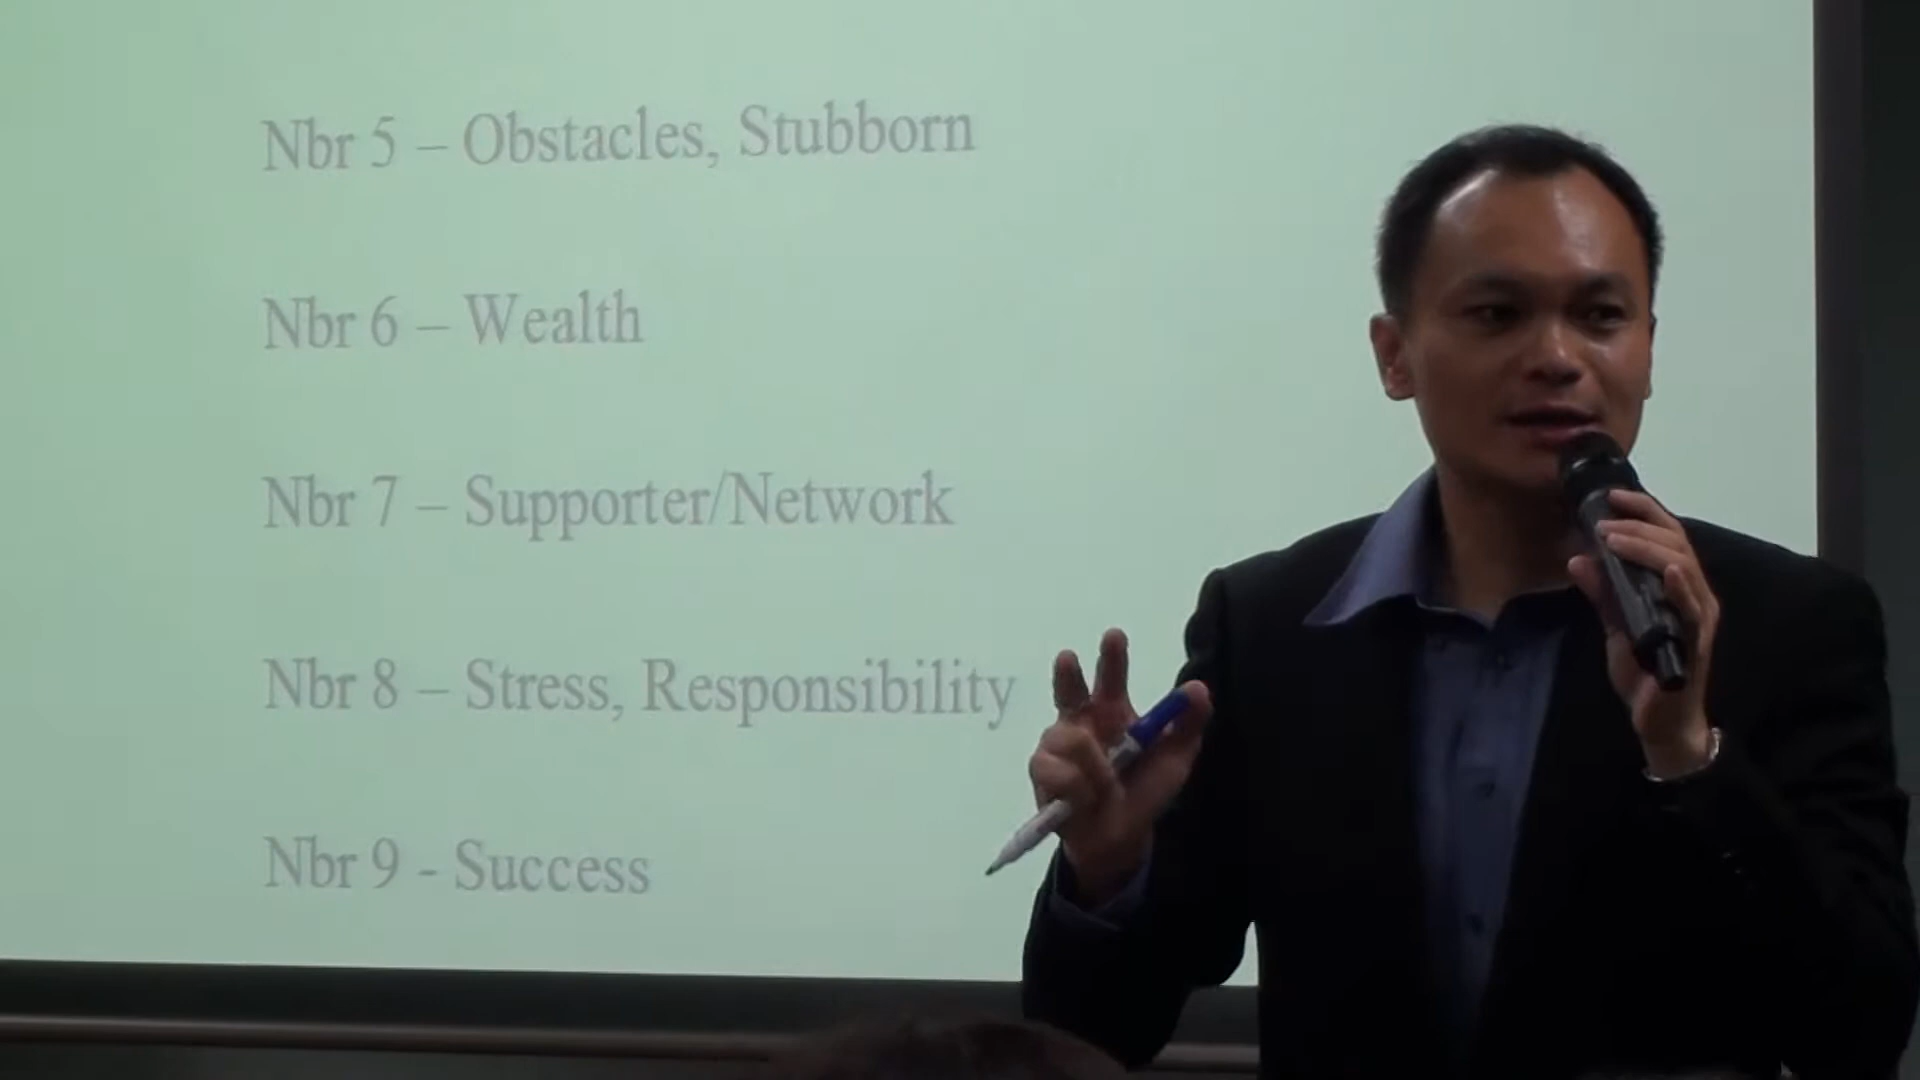 Nbr 5 – Obstacles, Stubborn
Nbr 6 – Wealth
Nbr 7 – Supporter/Network
Nbr 8 – Stress, Responsibility
Nbr 9 - Success